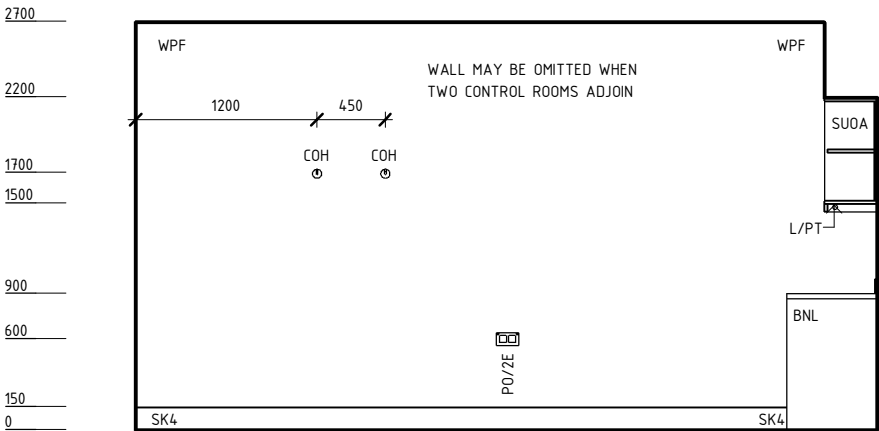 2700
WPF
WPF
WALL MAY BE OMITTED WHEN
TWO CONTROL ROOMS ADJOIN
2200
1200
450
SUOA
COH
COH
1700
1500
L/PT
900
BNL
600
PO/2E
150
0
SK4
SK4